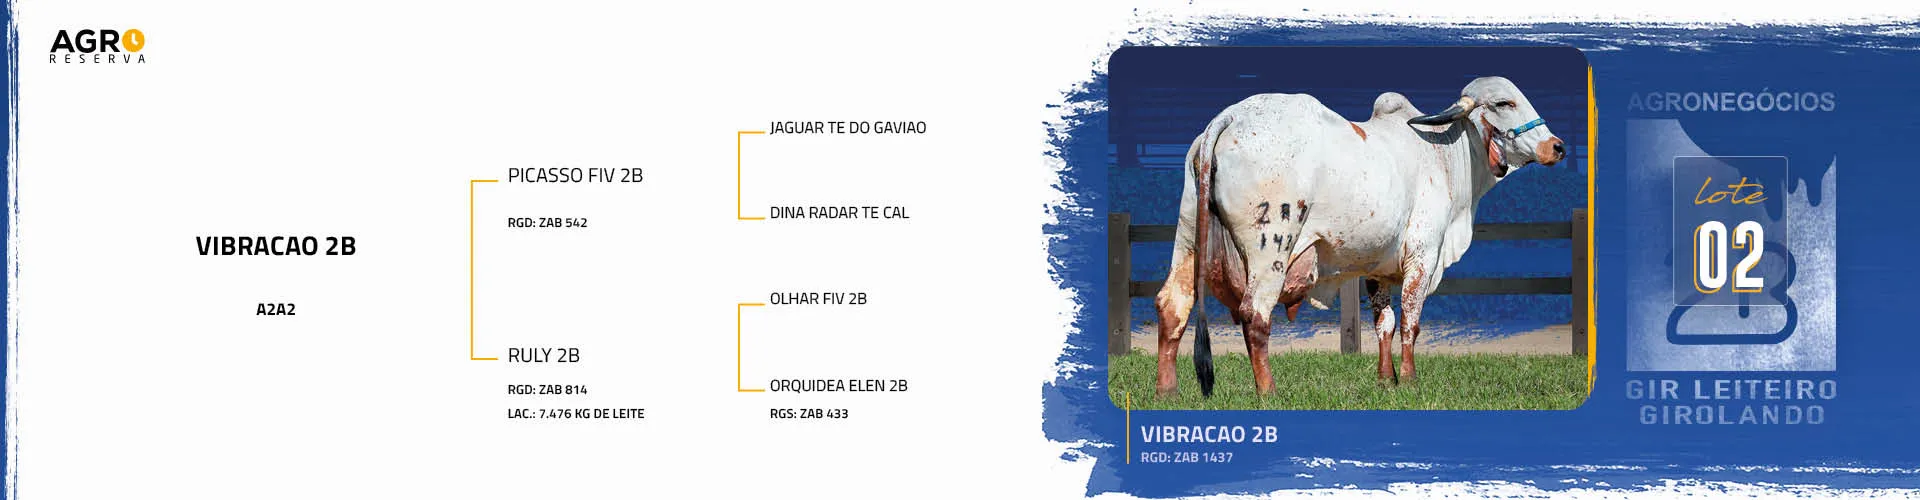 AGRO
RESERVA
VIBRACAO 2B
A2A2
PICASSO FIV 2B
RGD: ZAB 542
RULY 2B
RGD: ZAB 814
LAC.: 7.476 KG DE LEITE
JAGUAR TE DO GAVIAO
DINA RADAR TE CAL
OLHAR FIV 2B
ORQUIDEA ELEN 2B
RGS: ZAB 433
VIBRACAO 2B
RGD: ZAB 1437
AGRONEGÓCIOS
lote
02
2B
GIR LEITEIRO
GIROLANDO